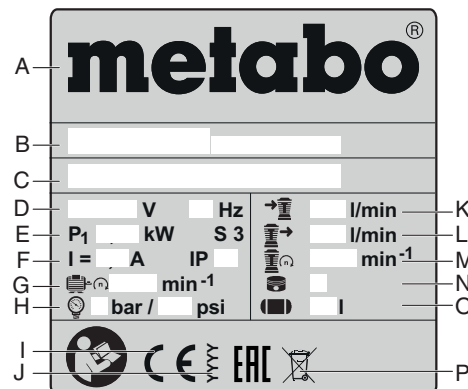 metabo®
A
B
C
D V Hz
E P₁ , kW S 3
F I = , A IP
G min⁻¹
H bar / psi
l/min K
l/min L
min⁻¹ M
N
l O
I CE EAC
J P